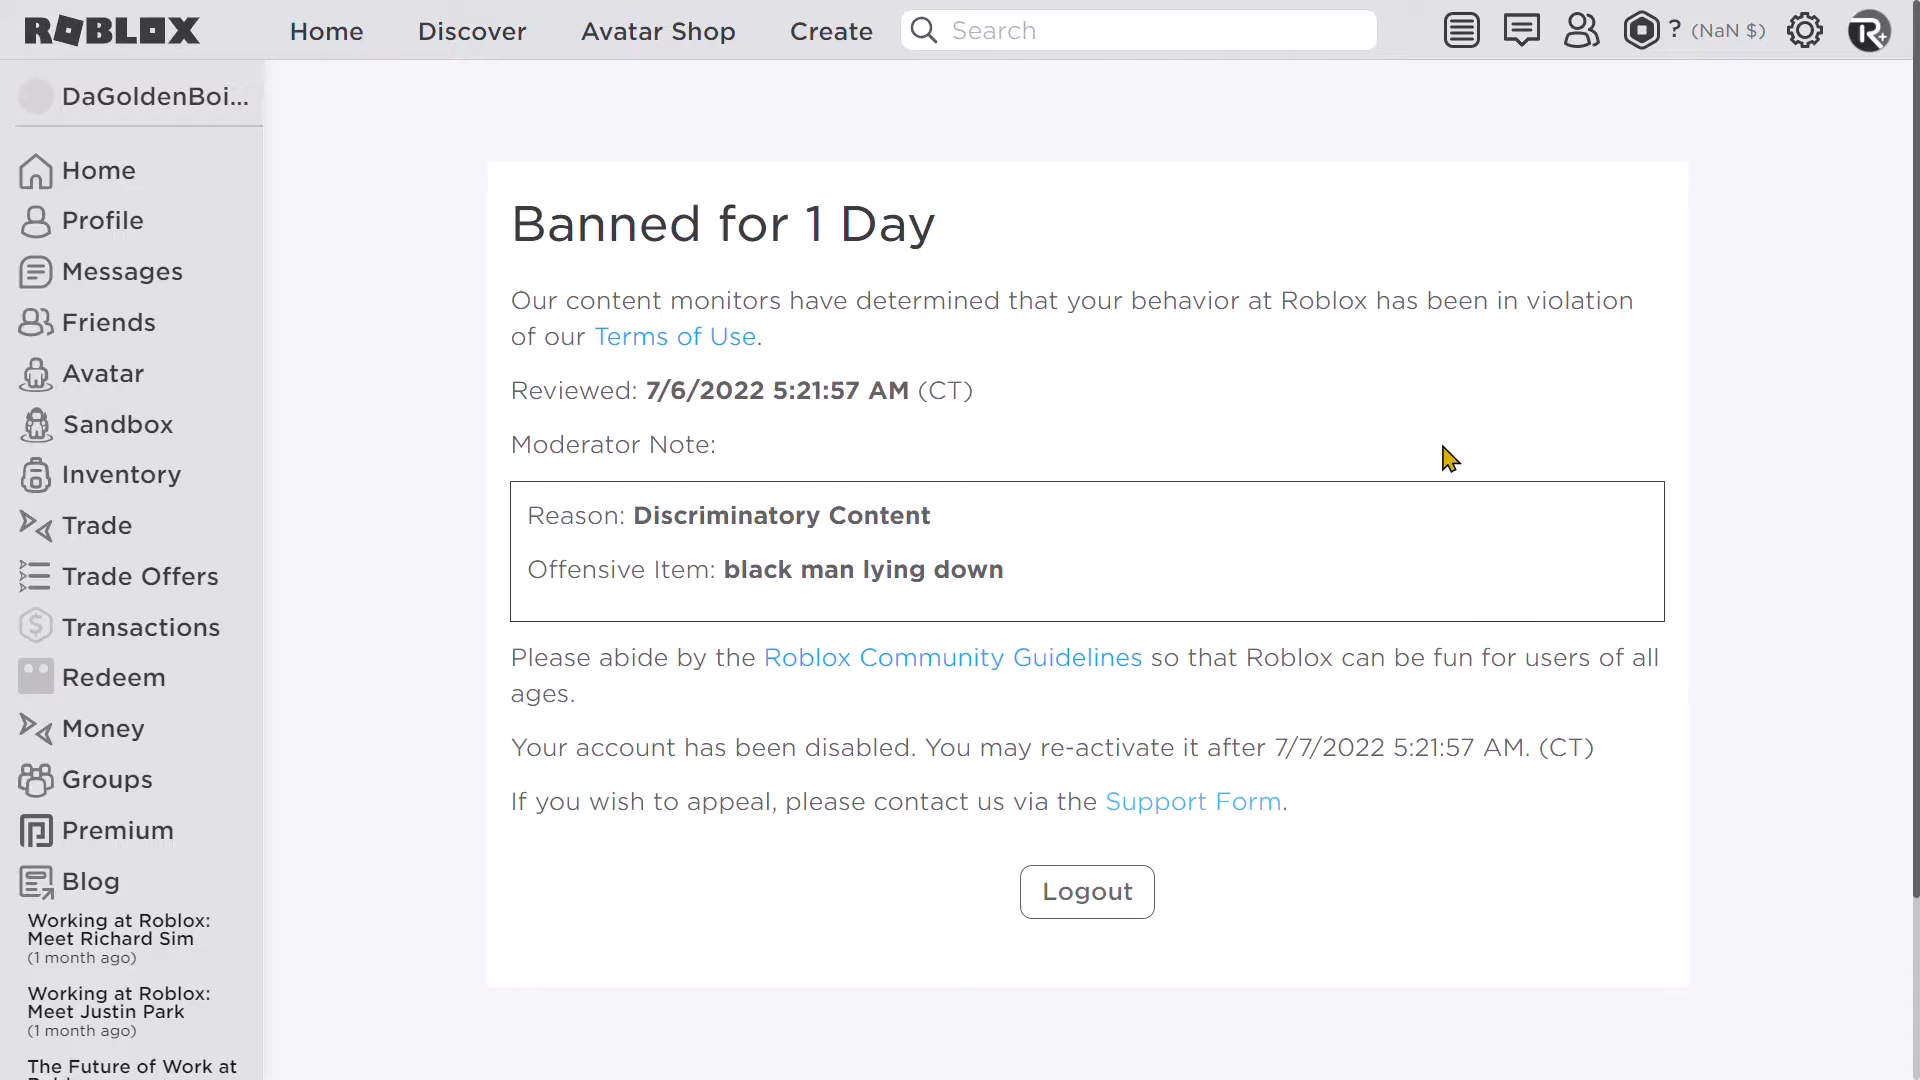 ROBLOX
Home
Discover
Avatar Shop
Create
Search
? (NaN $)
DaGoldenBoi...
Home
Profile
Messages
Friends
Avatar
Sandbox
Inventory
Trade
Trade Offers
Transactions
Redeem
Money
Groups
Premium
Blog
Working at Roblox:
Meet Richard Sim
(1 month ago)
Working at Roblox:
Meet Justin Park
(1 month ago)
The Future of Work at
Banned for 1 Day
Our content monitors have determined that your behavior at Roblox has been in violation
of our Terms of Use.
Reviewed: 7/6/2022 5:21:57 AM (CT)
Moderator Note:
Reason: Discriminatory Content
Offensive Item: black man lying down
Please abide by the Roblox Community Guidelines so that Roblox can be fun for users of all
ages.
Your account has been disabled. You may re-activate it after 7/7/2022 5:21:57 AM. (CT)
If you wish to appeal, please contact us via the Support Form.
Logout